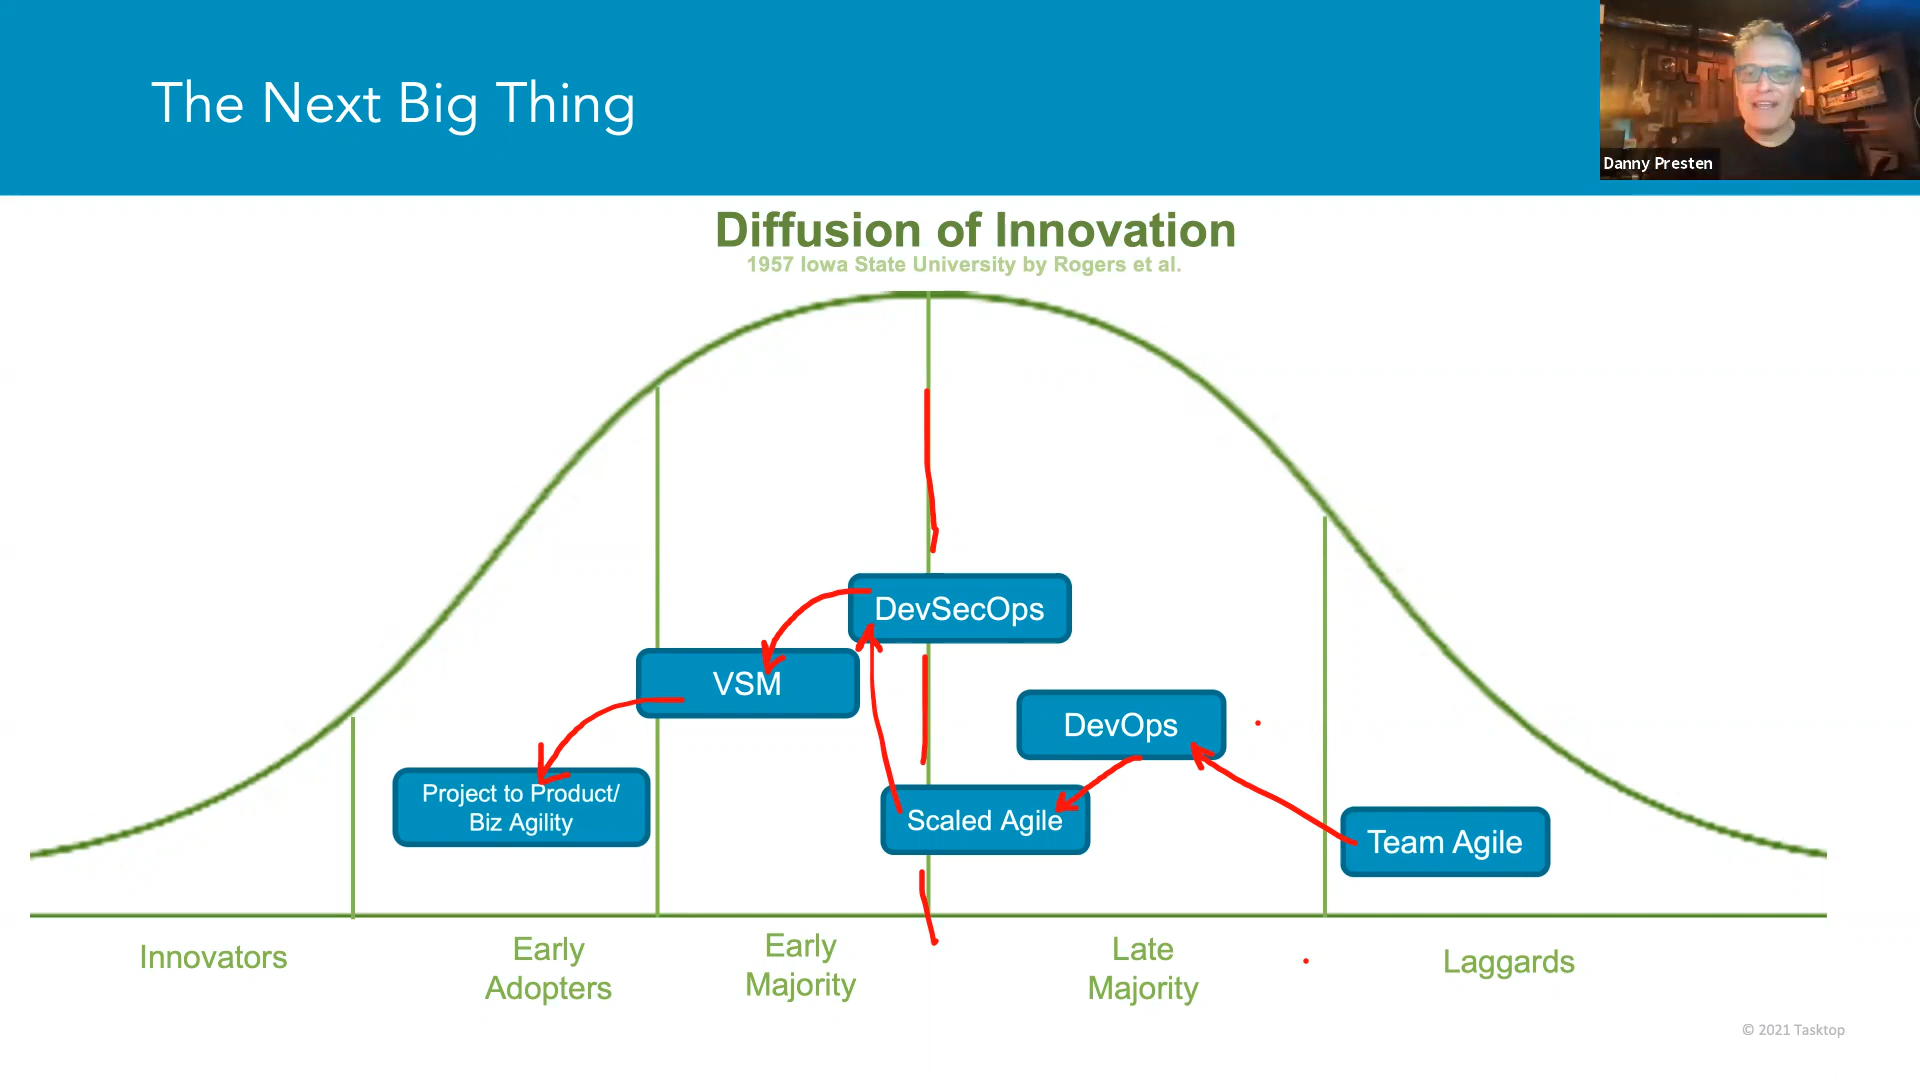 The Next Big Thing
Danny Presten
Diffusion of Innovation
1957 Iowa State University by Rogers et al.
DevSecOps
VSM
DevOps
Project to Product/
Biz Agility
Scaled Agile
Team Agile
Innovators
Early
Adopters
Early
Majority
Late
Majority
Laggards
© 2021 Tasktop